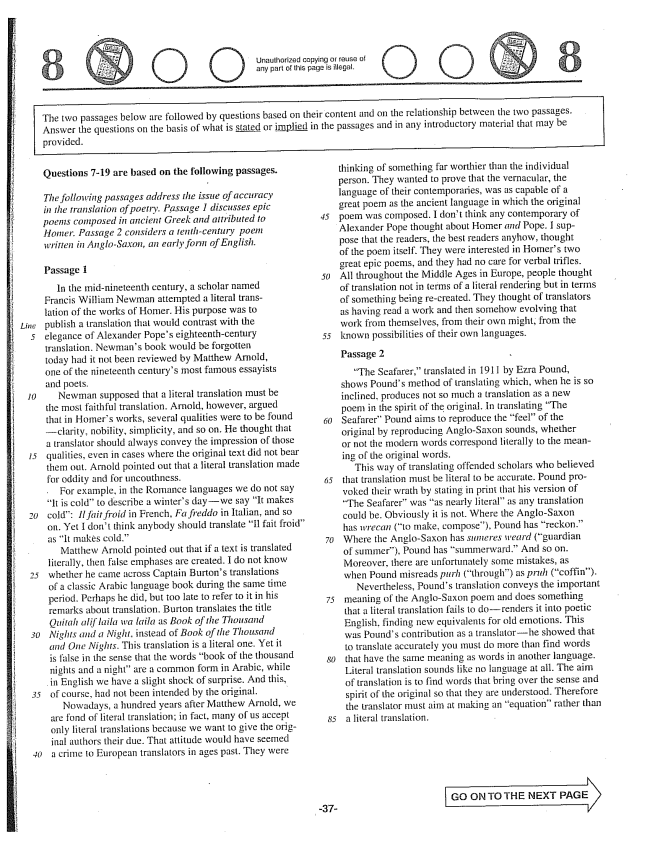 8
Unauthorized copying or reuse of
any part of this page is illegal.
8
The two passages below are followed by questions based on their content and on the relationship between the two passages.
Answer the questions on the basis of what is stated or implied in the passages and in any introductory material that may be
provided.
Questions 7-19 are based on the following passages.
The following passages address the issue of accuracy
in the translation of poetry. Passage 1 discusses epic
poems composed in ancient Greek and attributed to
Homer. Passage 2 considers a tenth-century poem
written in Anglo-Saxon, an early form of English.
Passage 1
In the mid-nineteenth century, a scholar named
Francis William Newman attempted a literal trans-
lation of the works of Homer. His purpose was to
Line publish a translation that would contrast with the
5 elegance of Alexander Pope's eighteenth-century
translation. Newman's book would be forgotten
today had it not been reviewed by Matthew Arnold,
one of the nineteenth century's most famous essayists
and poets.
10 Newman supposed that a literal translation must be
the most faithful translation. Arnold, however, argued
that in Homer's works, several qualities were to be found
—clarity, nobility, simplicity, and so on. He thought that
a translator should always convey the impression of those
15 qualities, even in cases where the original text did not bear
them out. Arnold pointed out that a literal translation made
for oddity and for uncouthness.
For example, in the Romance languages we do not say
"It is cold" to describe a winter's day—we say "It makes
20 cold": Il fait froid in French, Fa freddo in Italian, and so
on. Yet I don't think anybody should translate "Il fait froid"
as "It makes cold."
Matthew Arnold pointed out that if a text is translated
literally, then false emphases are created. I do not know
25 whether he came across Captain Burton's translations
of a classic Arabic language book during the same time
period. Perhaps he did, but too late to refer to it in his
remarks about translation. Burton translates the title
Quitah alif laila wa laila as Book of the Thousand
30 Nights and a Night, instead of Book of the Thousand
and One Nights. This translation is a literal one. Yet it
is false in the sense that the words "book of the thousand
nights and a night" are a common form in Arabic, while
in English we have a slight shock of surprise. And this,
35 of course, had not been intended by the original.
Nowadays, a hundred years after Matthew Arnold, we
are fond of literal translation; in fact, many of us accept
only literal translations because we want to give the orig-
inal authors their due. That attitude would have seemed
40 a crime to European translators in ages past. They were
thinking of something far worthier than the individual
person. They wanted to prove that the vernacular, the
language of their contemporaries, was as capable of a
great poem as the ancient language in which the original
45 poem was composed. I don't think any contemporary of
Alexander Pope thought about Homer and Pope. I sup-
pose that the readers, the best readers anyhow, thought
of the poem itself. They were interested in Homer's two
great epic poems, and they had no care for verbal trifles.
50 All throughout the Middle Ages in Europe, people thought
of translation not in terms of a literal rendering but in terms
of something being re-created. They thought of translators
as having read a work and then somehow evolving that
work from themselves, from their own might, from the
55 known possibilities of their own languages.
Passage 2
"The Seafarer," translated in 1911 by Ezra Pound,
shows Pound's method of translating which, when he is so
inclined, produces not so much a translation as a new
poem in the spirit of the original. In translating "The
60 Seafarer" Pound aims to reproduce the "feel" of the
original by reproducing Anglo-Saxon sounds, whether
or not the modern words correspond literally to the mean-
ing of the original words.
This way of translating offended scholars who believed
65 that translation must be literal to be accurate. Pound pro-
voked their wrath by stating in print that his version of
"The Seafarer" was "as nearly literal" as any translation
could be. Obviously it is not. Where the Anglo-Saxon
has wrecan ("to make, compose"), Pound has "reckon."
70 Where the Anglo-Saxon has sumeres weard ("guardian
of summer"), Pound has "summerward." And so on.
Moreover, there are unfortunately some mistakes, as
when Pound misreads purh ("through") as pruh ("coffin").
Nevertheless, Pound's translation conveys the important
75 meaning of the Anglo-Saxon poem and does something
that a literal translation fails to do—renders it into poetic
English, finding new equivalents for old emotions. This
was Pound's contribution as a translator—he showed that
to translate accurately you must do more than find words
80 that have the same meaning as words in another language.
Literal translation sounds like no language at all. The aim
of translation is to find words that bring over the sense and
spirit of the original so that they are understood. Therefore
the translator must aim at making an "equation" rather than
85 a literal translation.
GO ON TO THE NEXT PAGE
-37-